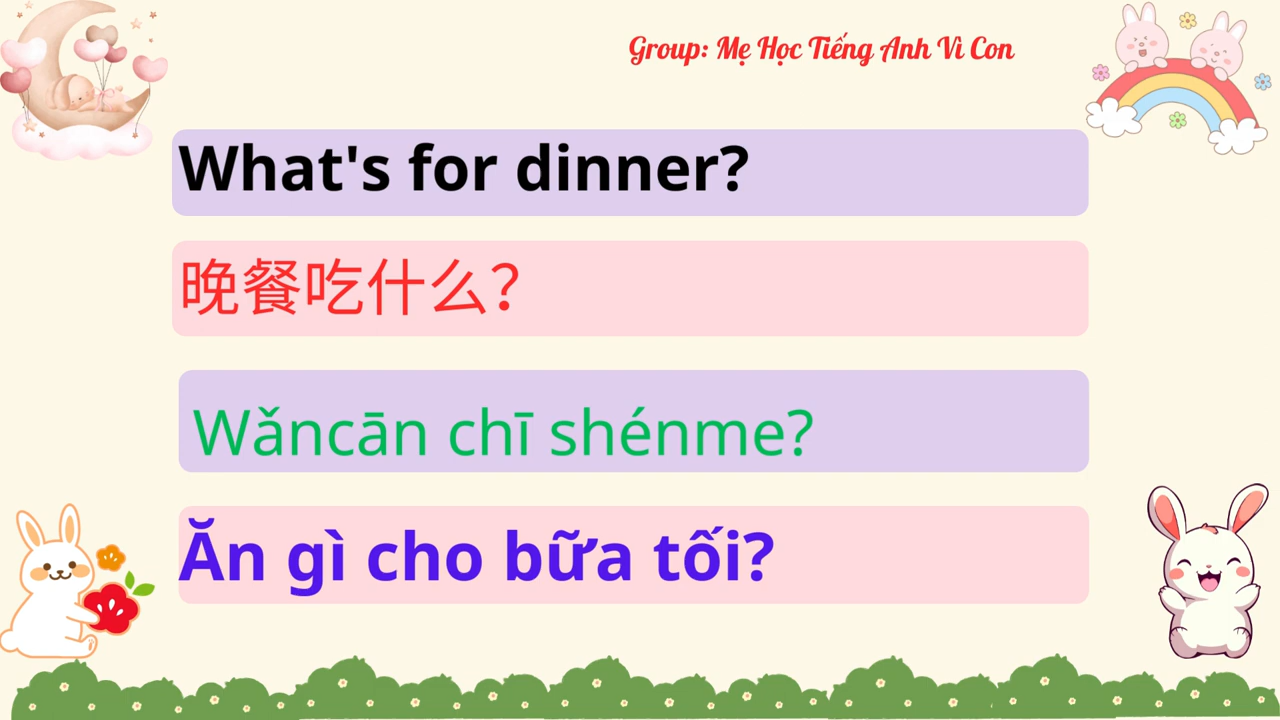 Group: Mẹ Học Tiếng Anh Vì Con
What's for dinner?
晚餐吃什么？
Wǎncān chī shénme?
Ăn gì cho bữa tối?